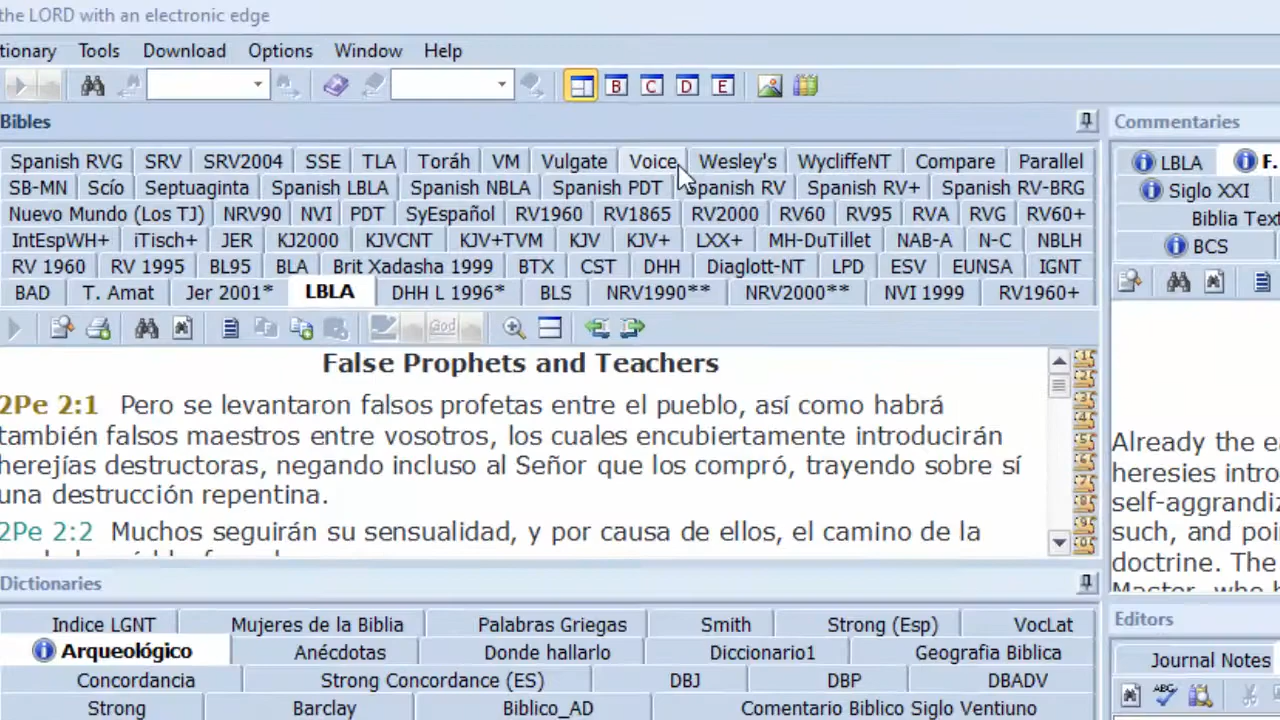 the LORD with an electronic edge
tionary Tools Download Options Window Help
B C D E
Bibles
Spanish RVG SRV SRV2004 SSE TLA Toráh VM Vulgate Voice Wesley's WycliffeNT Compare Parallel
SB-MN Scío Septuaginta Spanish LBLA Spanish NBLA Spanish PDT Spanish RV Spanish RV+ Spanish RV-BRG
Nuevo Mundo (Los TJ) NRV90 NVI PDT SyEspañol RV1960 RV1865 RV2000 RV60 RV95 RVA RVG RV60+
IntEspWH+ iTisch+ JER KJ2000 KJVCNT KJV+TVM KJV KJV+ LXX+ MH-DuTillet NAB-A N-C NBLH
RV 1960 RV 1995 BL95 BLA Brit Xadasha 1999 BTX CST DHH Diaglott-NT LPD ESV EUNSA IGNT
BAD T. Amat Jer 2001* LBLA DHH L 1996* BLS NRV1990** NRV2000** NVI 1999 RV1960+
God
False Prophets and Teachers
2Pe 2:1 Pero se levantaron falsos profetas entre el pueblo, así como habrá
también falsos maestros entre vosotros, los cuales encubiertamente introducirán
herejías destructoras, negando incluso al Señor que los compró, trayendo sobre sí
una destrucción repentina.
2Pe 2:2 Muchos seguirán su sensualidad, y por causa de ellos, el camino de la
Dictionaries
Indice LGNT Mujeres de la Biblia Palabras Griegas Smith Strong (Esp) VocLat
Arqueológico Anécdotas Donde hallarlo Diccionario1 Geografia Biblica
Concordancia Strong Concordance (ES) DBJ DBP DBADV
Strong Barclay Biblico_AD Comentario Biblico Siglo Ventiuno
Commentaries
LBLA F.
Siglo XXI
Biblia Text
BCS
Already the ea
heresies intro
self-aggrandiz
such, and poi
doctrine. The
Master, who h
Editors
Journal Notes
ABC